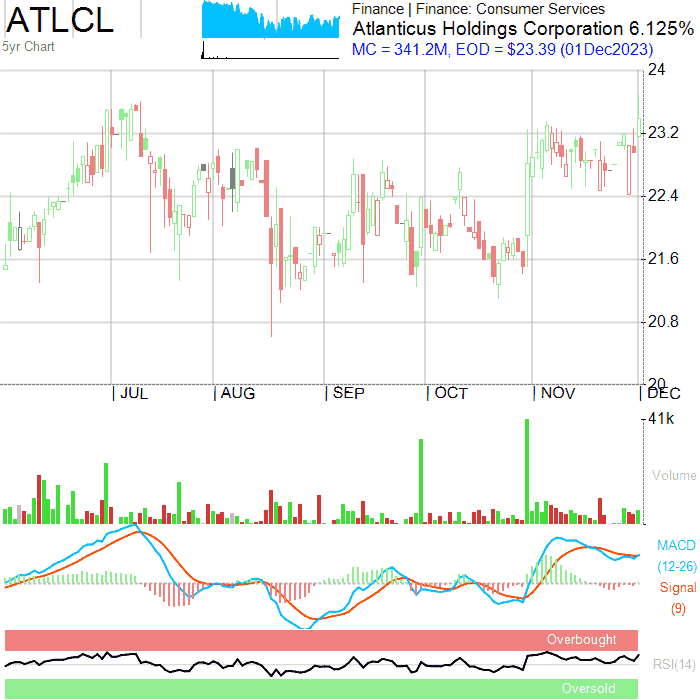 ATLCL
5yr Chart
Finance | Finance: Consumer Services
Atlanticus Holdings Corporation 6.125%
MC = 341.2M, EOD = $23.39 (01Dec2023)
24
23.2
22.4
21.6
20.8
20
| JUL | AUG | SEP | OCT | NOV | DEC
41k
Volume
MACD
(12-26)
Signal
(9)
Overbought
RSI(14)
Oversold